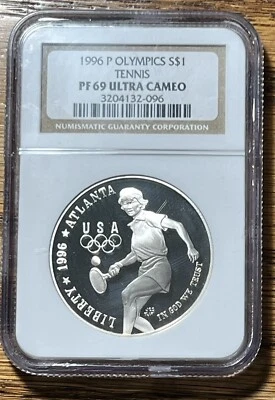 1996 P OLYMPICS S$1
TENNIS
PF 69 ULTRA CAMEO
3204132-096
NUMISMATIC GUARANTY CORPORATION
LIBERTY ★ 1996 ★ ATLANTA
USA
IN GOD WE TRUST